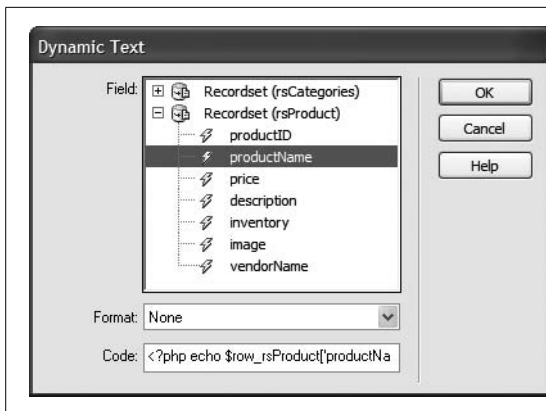 Dynamic Text
Field:
Recordset (rsCategories)
Recordset (rsProduct)
productID
productName
price
description
inventory
image
vendorName
OK
Cancel
Help
Format: None
Code: <?php echo $row_rsProduct['productNa